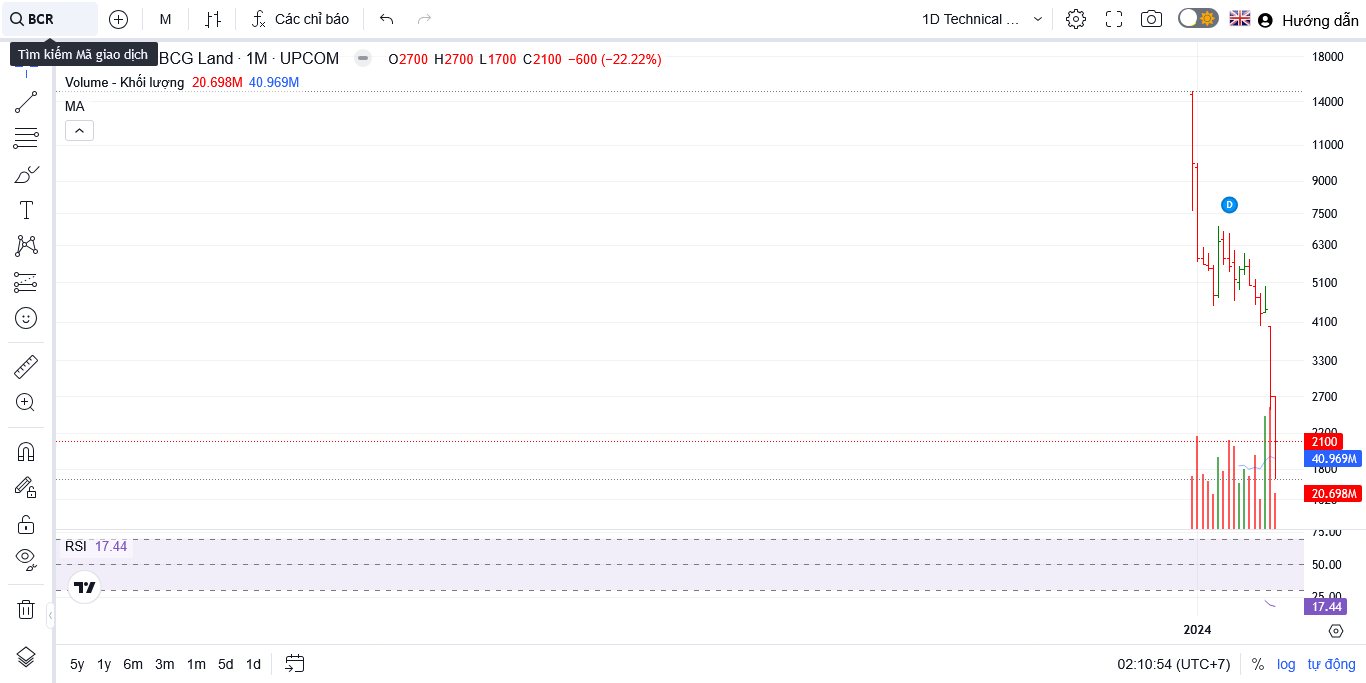 BCR M Các chỉ báo 1D Technical ... Hướng dẫn
Tìm kiếm Mã giao dịch
BCG Land · 1M · UPCOM O2700 H2700 L1700 C2100 −600 (−22.22%)
Volume - Khối lượng 20.698M 40.969M
MA
18000
14000
11000
9000
D
7500
6300
5100
4100
3300
2700
2200
2100
40.969M
1800
20.698M
75.00
RSI 17.44
50.00
25.00
17.44
2024
5y 1y 6m 3m 1m 5d 1d 02:10:54 (UTC+7) % log tự động